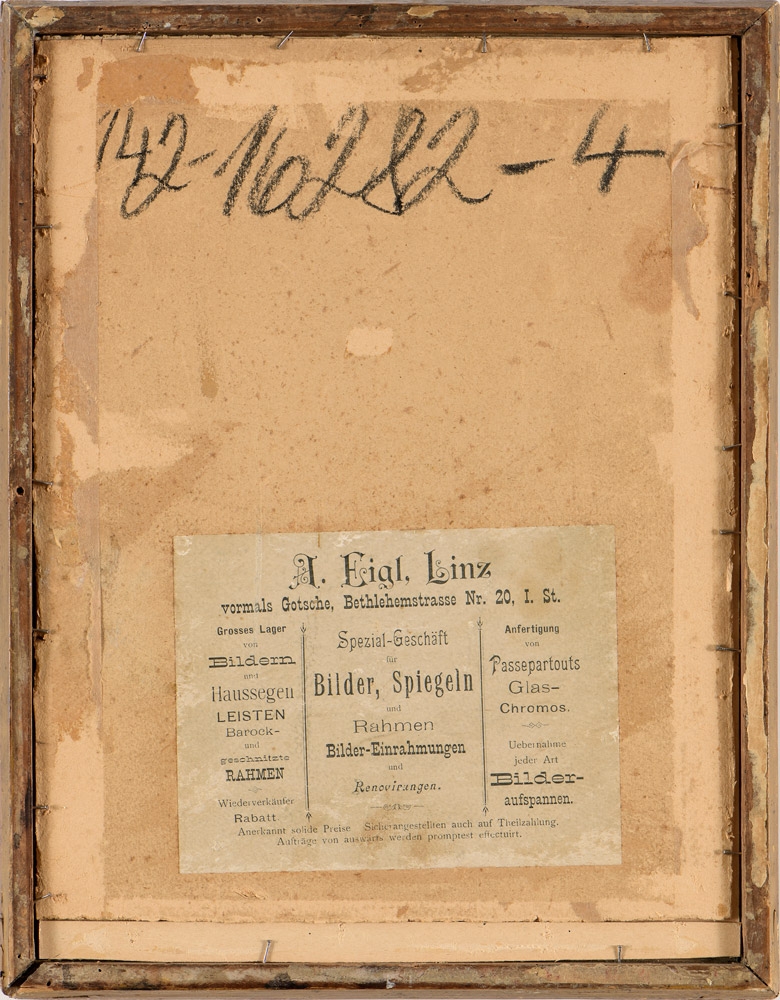 142-16282-4
A. Eigl, Linz
vormals Gotsche, Bethlehemstrasse Nr. 20, I. St.
Grosses Lager
von
Bildern
und
Haussegen
LEISTEN
Barock-
und
geschnitzte
RAHMEN
Wiederverkäufer
Rabatt.
Spezial-Geschäft
für
Bilder, Spiegeln
und
Rahmen
Bilder-Einrahmungen
und
Renovirungen.
Anfertigung
von
Passepartouts
Glas-
Chromos.
Uebernahme
jeder Art
Bilder-
aufspannen.
Anerkannt solide Preise Sicherangestellten auch auf Theilzahlung.
Aufträge von auswärts werden promptest effectuirt.